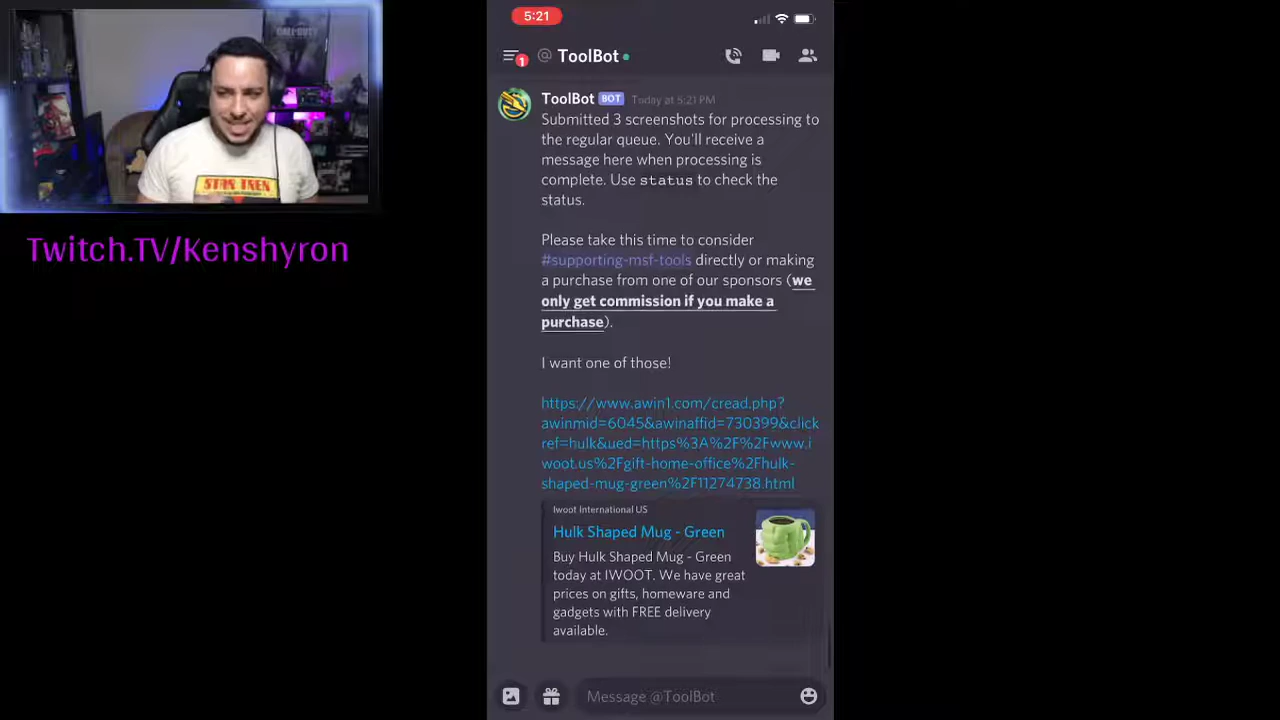 CALL OF DUTY
STAR TREK
Twitch.TV/Kenshyron
5:21
1
@ ToolBot
ToolBot BOT Today at 5:21 PM
Submitted 3 screenshots for processing to
the regular queue. You'll receive a
message here when processing is
complete. Use status to check the
status.
Please take this time to consider
#supporting-msf-tools directly or making
a purchase from one of our sponsors (we
only get commission if you make a
purchase).
I want one of those!
https://www.awin1.com/cread.php?
awinmid=6045&awinaffid=730399&click
ref=hulk&ued=https%3A%2F%2Fwww.i
woot.us%2Fgift-home-office%2Fhulk-
shaped-mug-green%2F11274738.html
Iwoot International US
Hulk Shaped Mug - Green
Buy Hulk Shaped Mug - Green
today at IWOOT. We have great
prices on gifts, homeware and
gadgets with FREE delivery
available.
Message @ToolBot